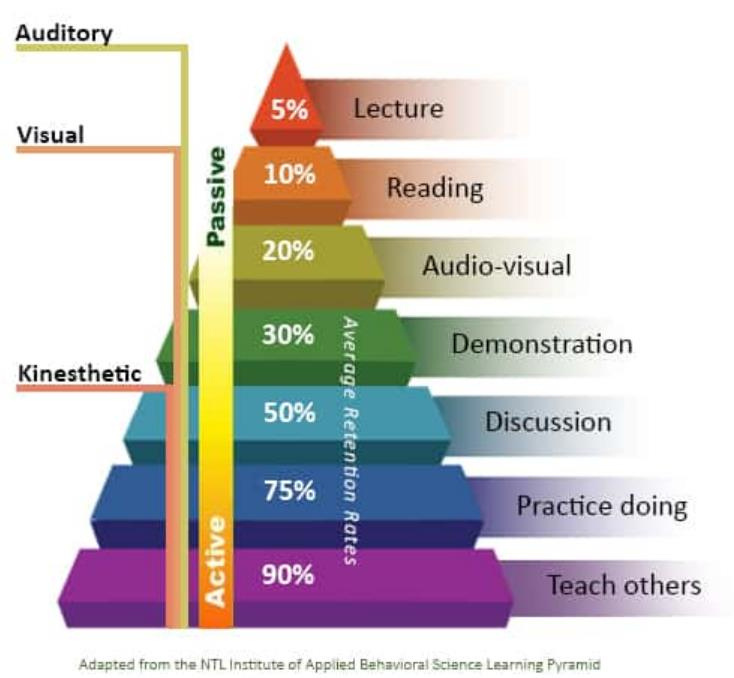 Auditory
5%
Lecture
Visual
10%
Reading
Passive
20%
Audio-visual
30%
Demonstration
Kinesthetic
50%
Discussion
Average Retention Rates
75%
Practice doing
Active
90%
Teach others
Adapted from the NTL Institute of Applied Behavioral Science Learning Pyramid